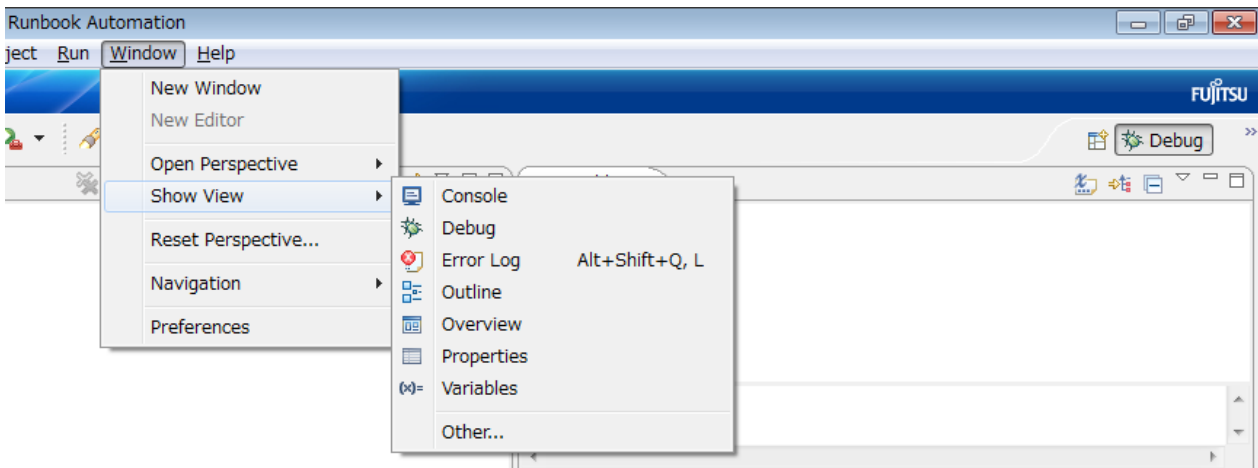 Runbook Automation
ject Run Window Help
FUJITSU
Debug
New Window
New Editor
Open Perspective
Show View
Reset Perspective...
Navigation
Preferences
Console
Debug
Error Log Alt+Shift+Q, L
Outline
Overview
Properties
(x)= Variables
Other...